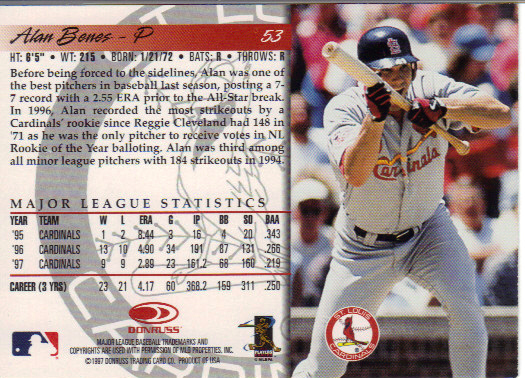 Alan Benes - P 53
HT: 6'5" • WT: 215 • BORN: 1/21/72 • BATS: R • THROWS: R
Before being forced to the sidelines, Alan was one of
the best pitchers in baseball last season, posting a 7-
7 record with a 2.55 ERA prior to the All-Star break.
In 1996, Alan recorded the most strikeouts by a
Cardinals' rookie since Reggie Cleveland had 148 in
'71 as he was the only pitcher to receive votes in NL
Rookie of the Year balloting. Alan was third among
all minor league pitchers with 184 strikeouts in 1994.
MAJOR LEAGUE STATISTICS
YEAR TEAM W L ERA G IP BB SO BAA
'95 CARDINALS 1 2 8.44 3 16 4 20 .343
'96 CARDINALS 13 10 4.90 34 191 87 131 .266
'97 CARDINALS 9 9 2.89 23 161.2 68 160 .219
CAREER (3 YRS) 23 21 4.17 60 368.2 159 311 .250
DONRUSS
PLAYERS
MAJOR LEAGUE BASEBALL TRADEMARKS AND
COPYRIGHTS ARE USED WITH PERMISSION OF MLB PROPERTIES, INC.
©1997 DONRUSS TRADING CARD CO. PRODUCT OF USA
Cardinals
ST. LOUIS
CARDINALS